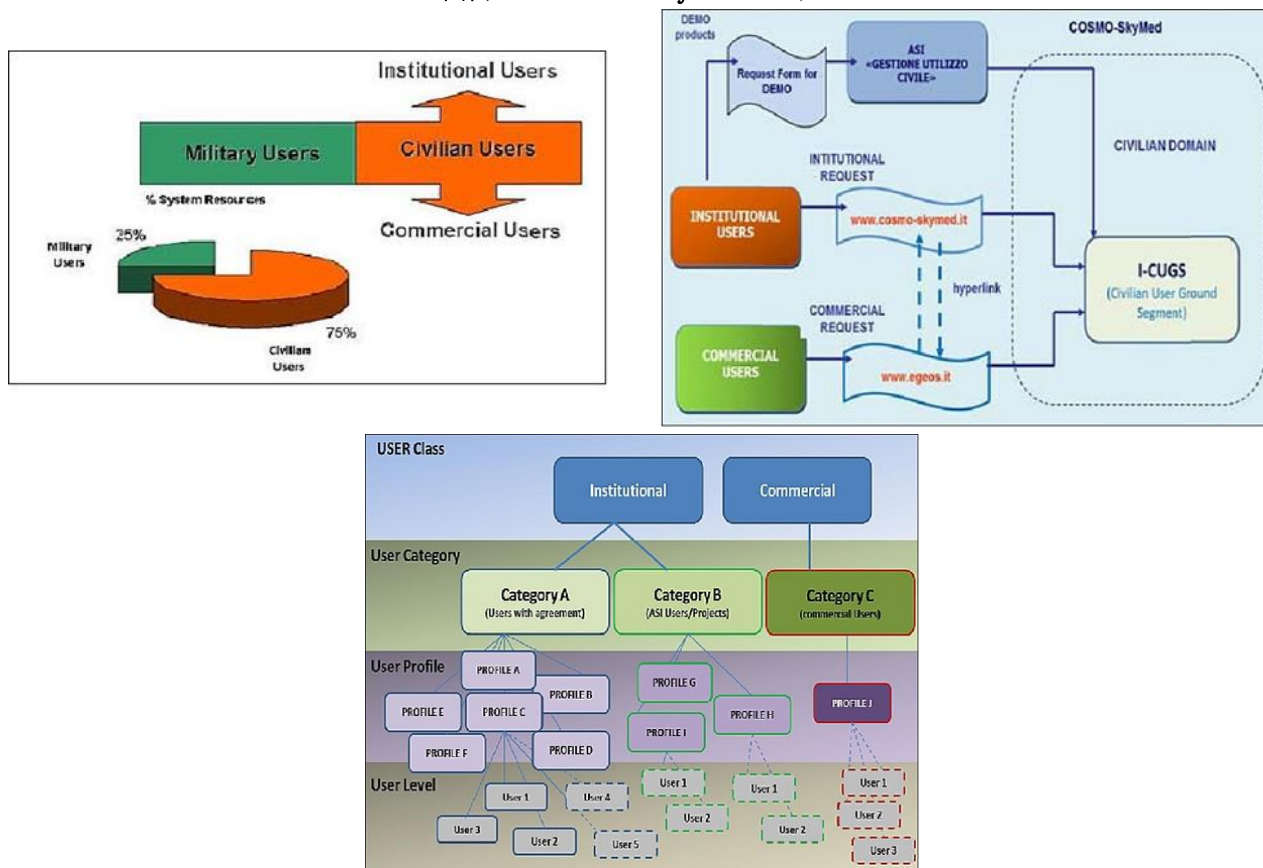 Institutional Users
Military Users
Civilian Users
% System Resources
Commercial Users
25%
Military
Users
75%
Civilian
Users
DEMO
products
COSMO-SkyMed
Request Form for
DEMO
ASI
«GESTIONE UTILIZZO
CIVILE»
CIVILIAN DOMAIN
INTITUTIONAL
REQUEST
INSTITUTIONAL
USERS
www.cosmo-skymed.it
I-CUGS
(Civilian User Ground
Segment)
hyperlink
COMMERCIAL
REQUEST
COMMERCIAL
USERS
www.egeos.it
USER Class
Institutional
Commercial
User Category
Category A
(Users with agreement)
Category B
(ASI Users/Projects)
Category C
(commercial Users)
User Profile
PROFILE A
PROFILE B
PROFILE E
PROFILE C
PROFILE F
PROFILE D
PROFILE G
PROFILE I
PROFILE H
PROFILE J
User Level
User 1
User 4
User 3
User 2
User 5
User 1
User 2
User 1
User 2
User 1
User 2
User 3